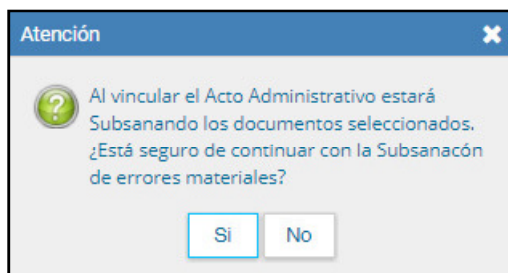 Atención
Al vincular el Acto Administrativo estará
Subsanando los documentos seleccionados.
¿Está seguro de continuar con la Subsanacón
de errores materiales?
Si No